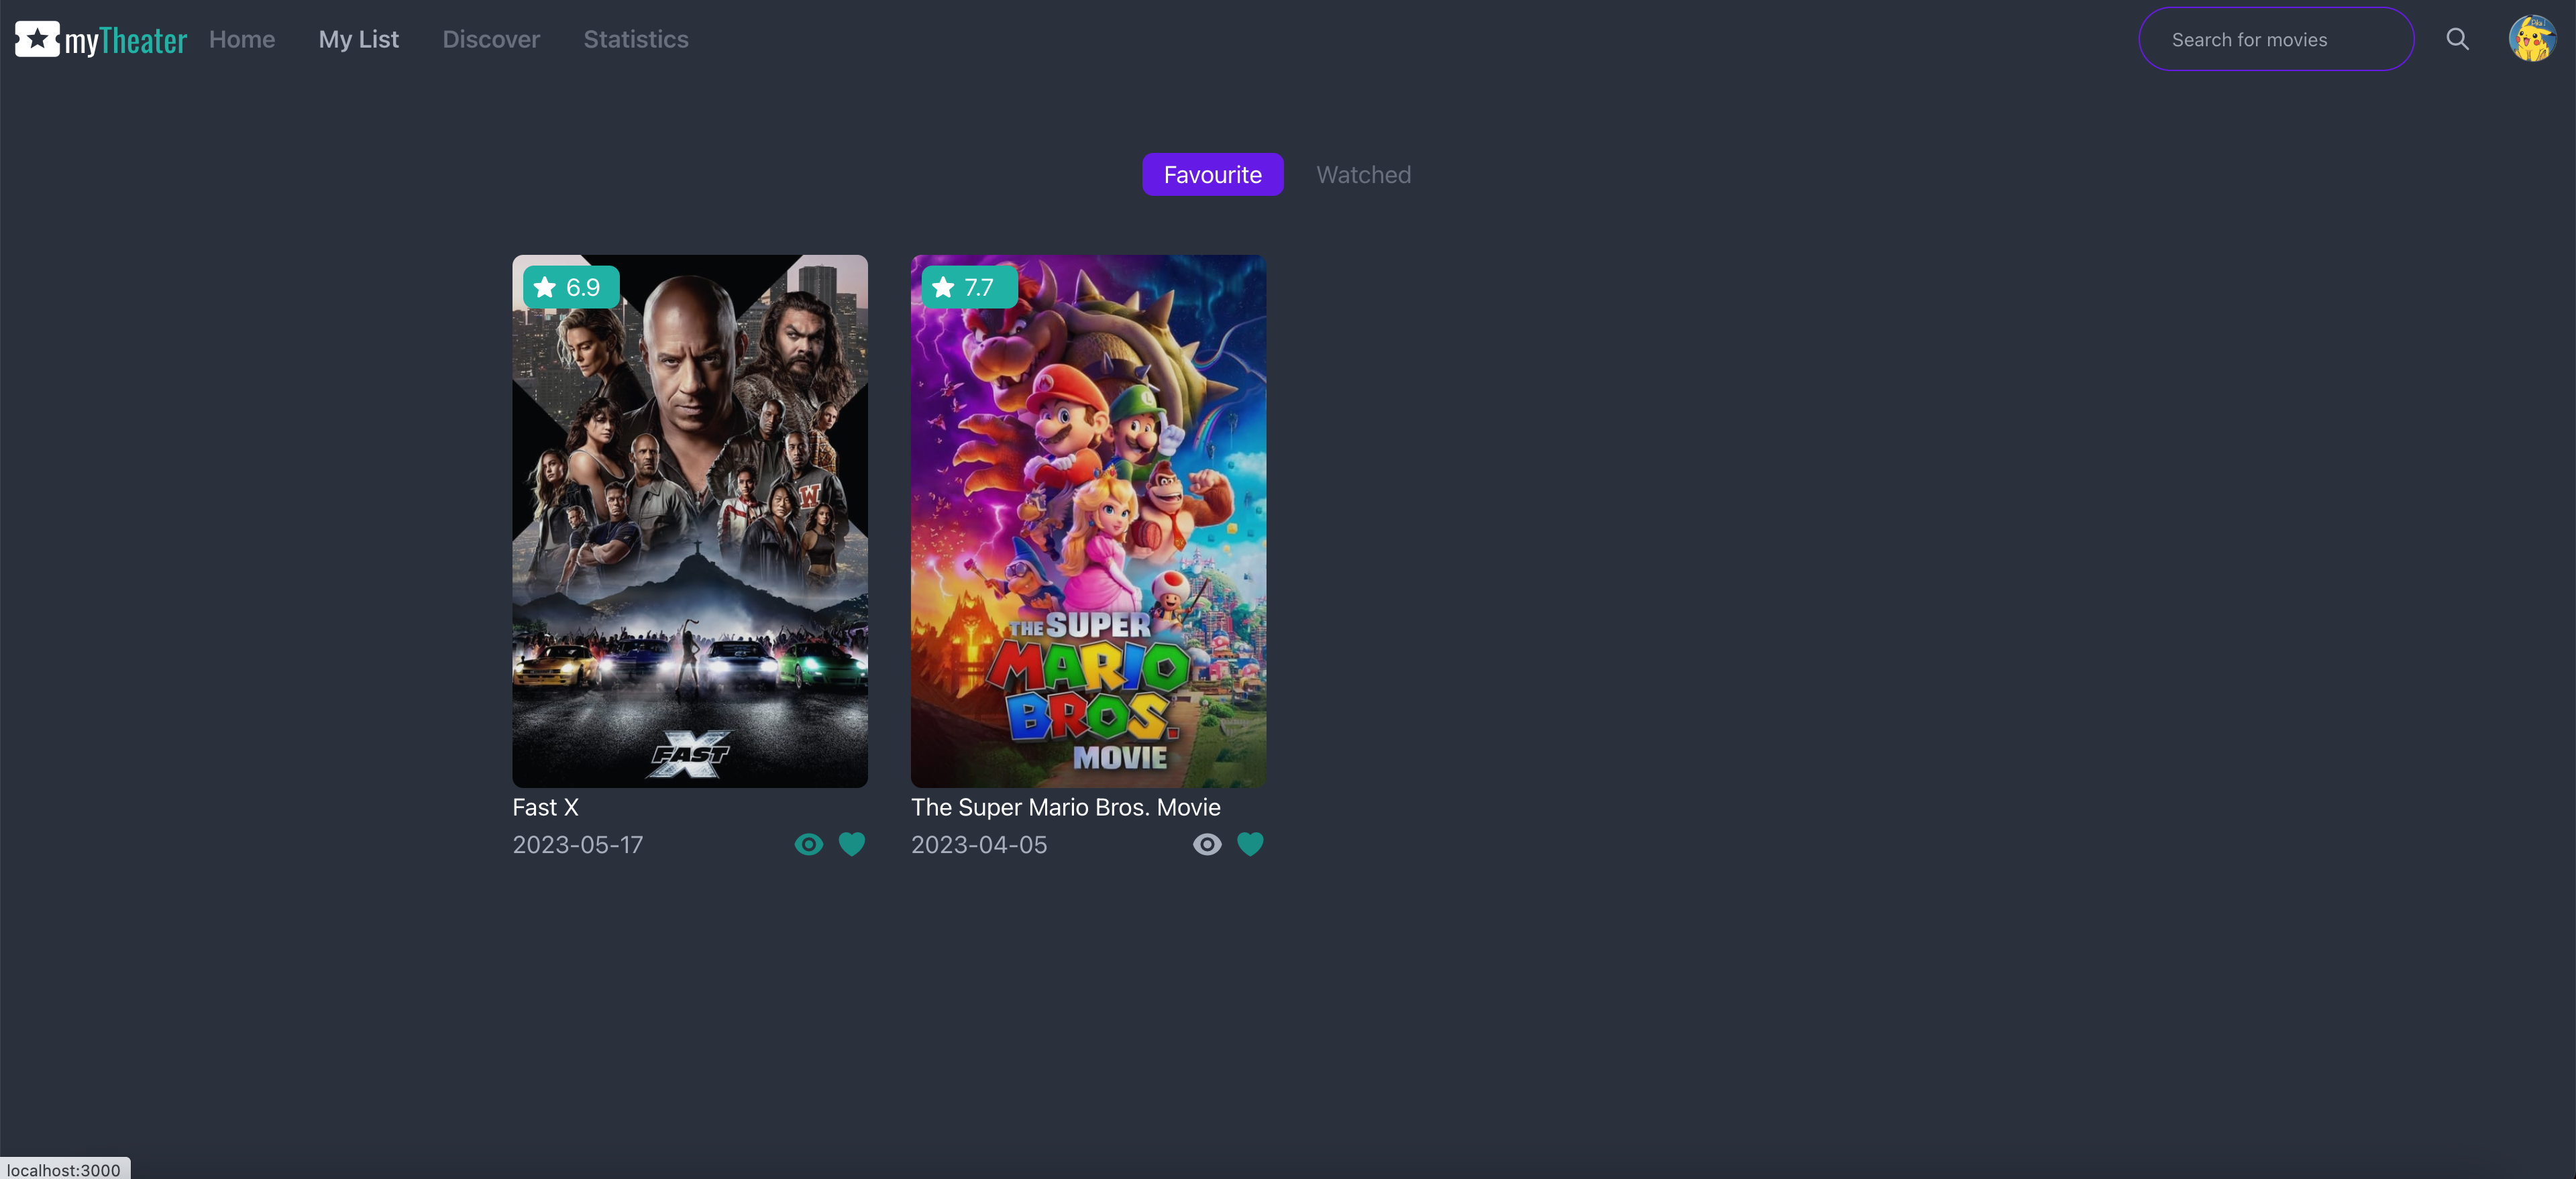 myTheater Home My List Discover Statistics Search for movies
Favourite Watched
6.9
7.7
W
FAST X
THE SUPER
MARIO
BROS.
MOVIE
Fast X
The Super Mario Bros. Movie
2023-05-17
2023-04-05
localhost:3000